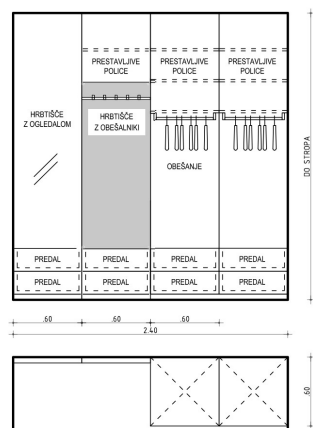 PRESTAVLJIVE
POLICE
PRESTAVLJIVE
POLICE
PRESTAVLJIVE
POLICE
HRBTIŠČE
Z OGLEDALOM
HRBTIŠČE
Z OBEŠALNIKI
OBEŠANJE
DO STROPA
PREDAL
PREDAL
PREDAL
PREDAL
PREDAL
PREDAL
PREDAL
PREDAL
.60
.60
.60
2.40
.60